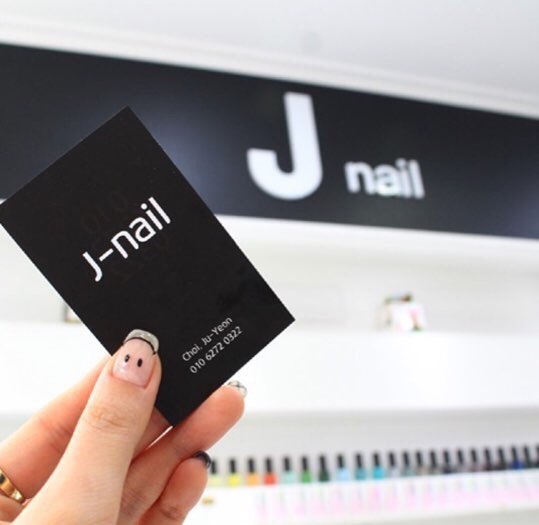 J nail
J-nail
Choi, Ju-Yeon
010 6272 0322